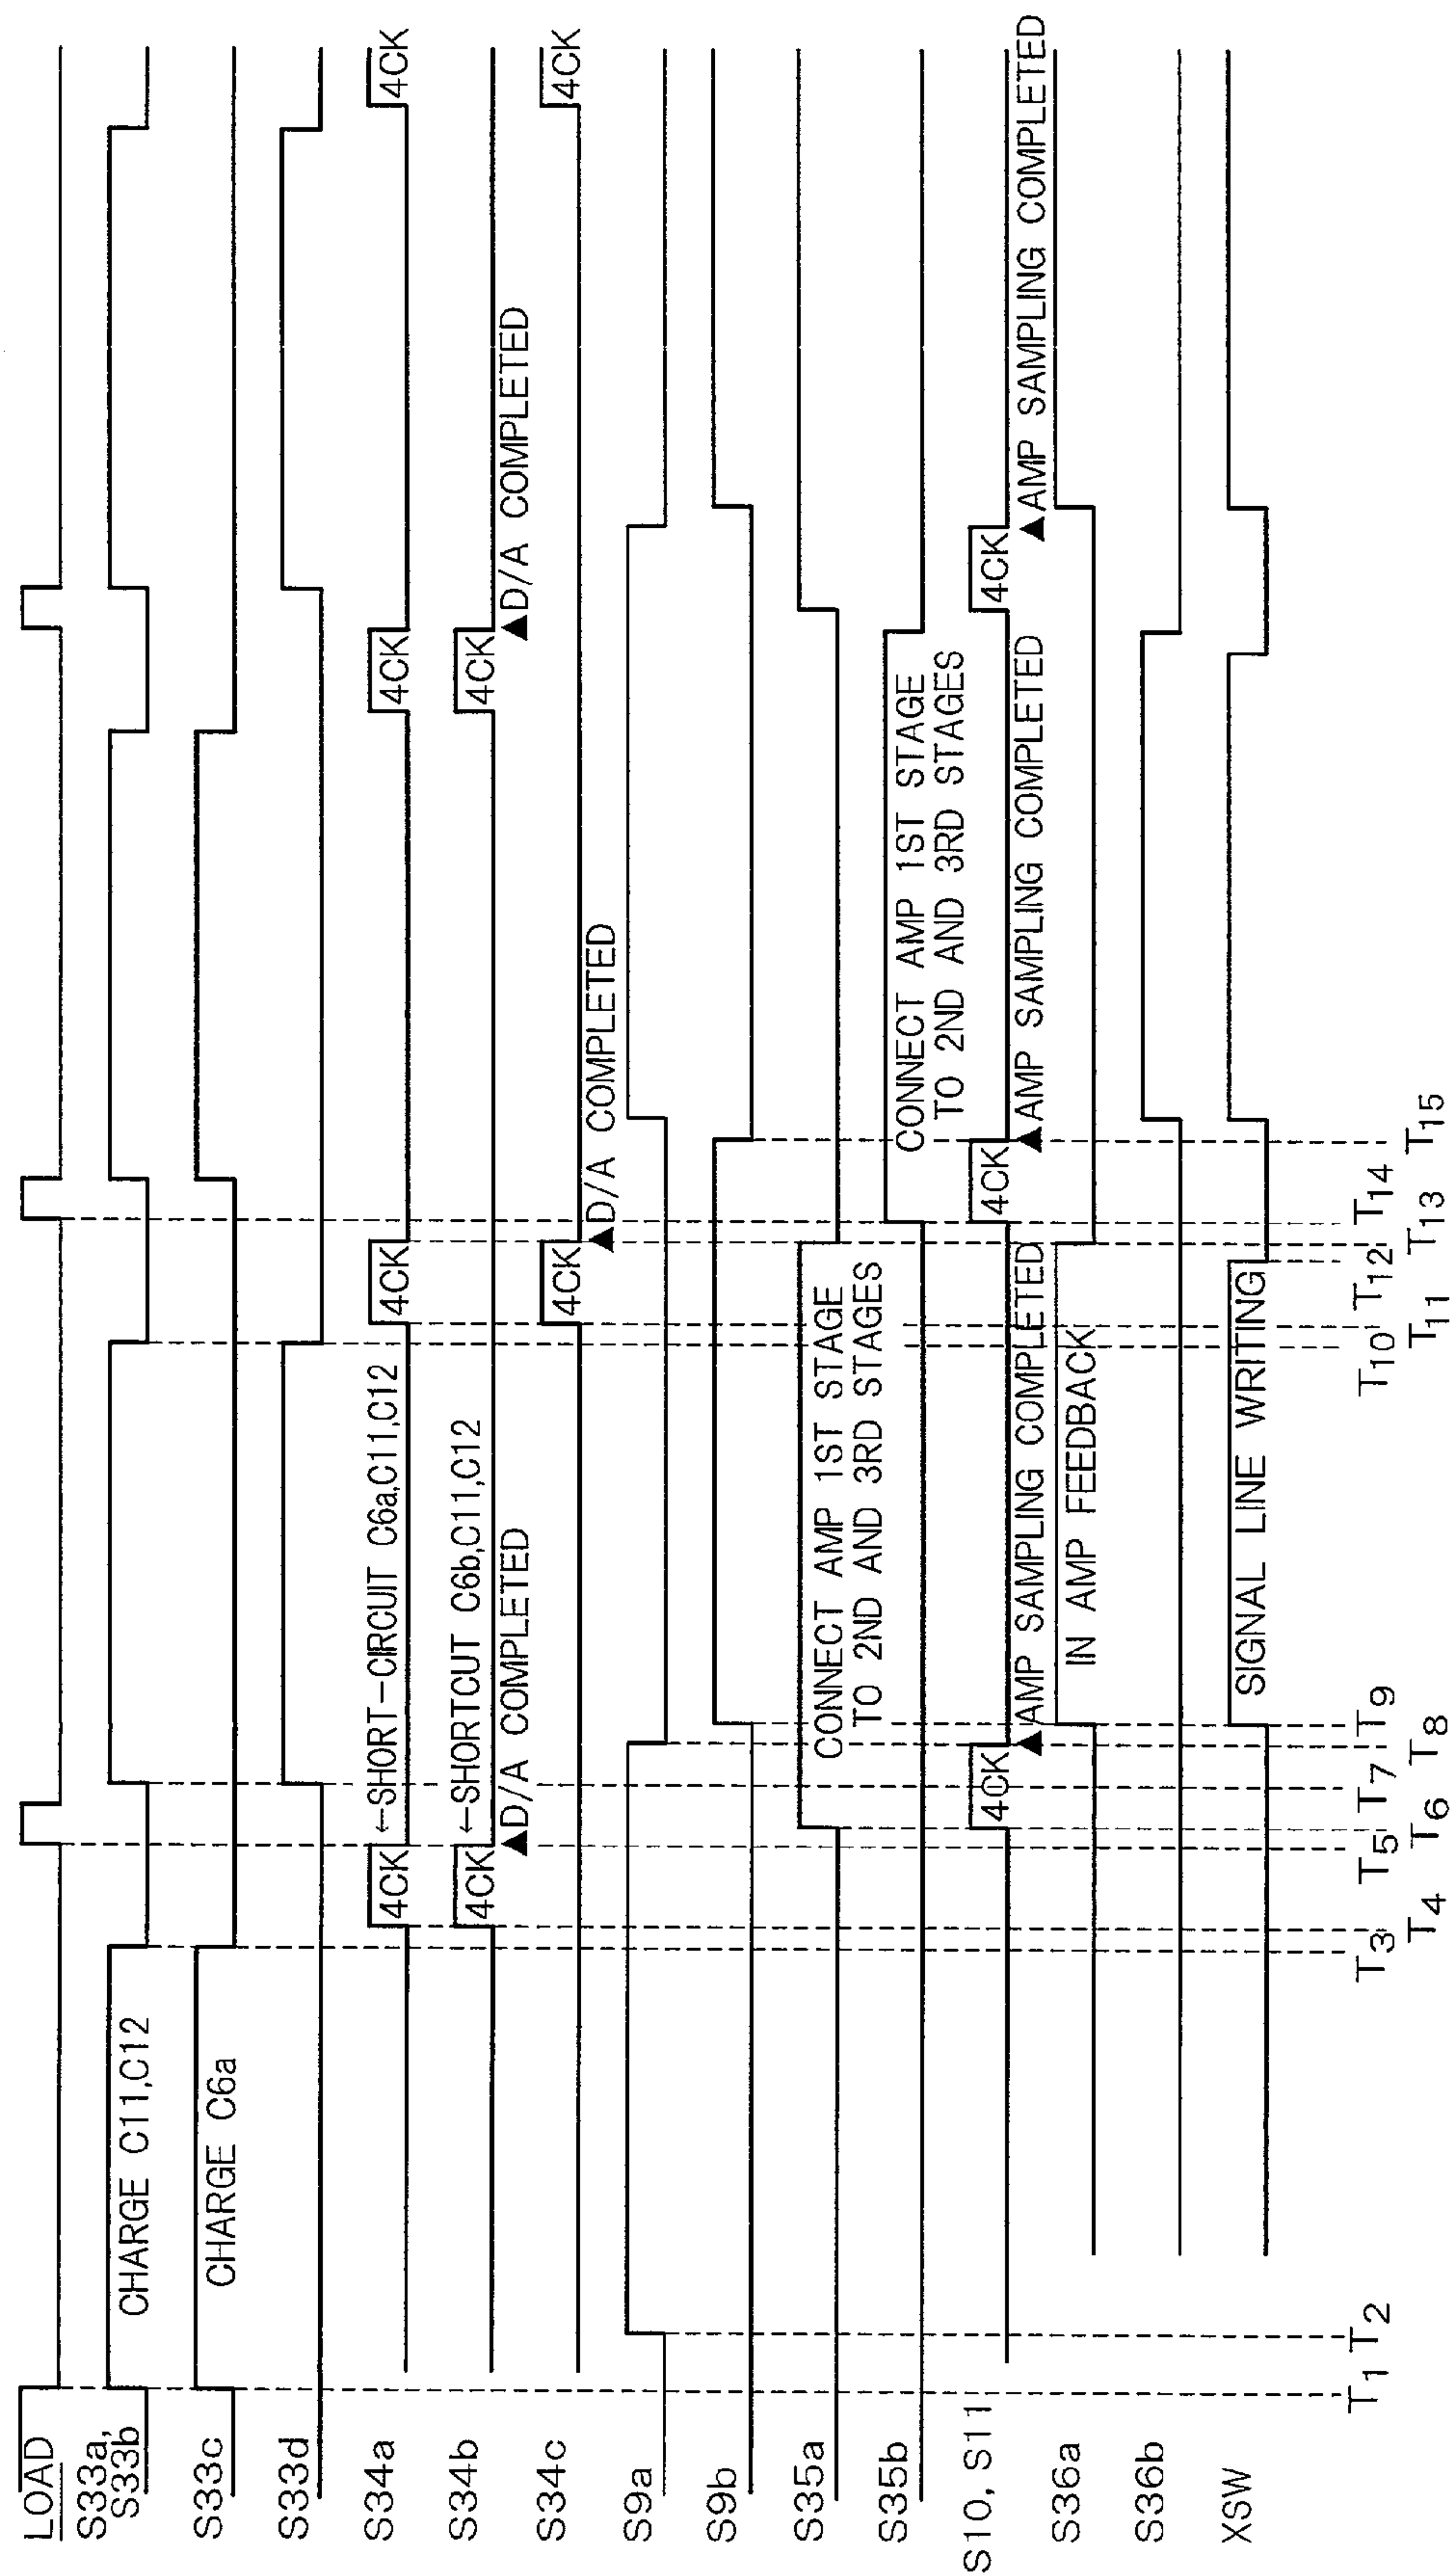 LOAD
S33a,
S33b
CHARGE C11,C12
S33c
CHARGE C6a
S33d
S34a
4CK
←SHORT-CIRCUIT C6a,C11,C12
4CK
4CK
4CK
S34b
4CK
←SHORTCUT C6b,C11,C12
4CK
▲D/A COMPLETED
▲D/A COMPLETED
S34c
4CK
4CK
▲D/A COMPLETED
S9a
S9b
S35a
CONNECT AMP 1ST STAGE
TO 2ND AND 3RD STAGES
S35b
CONNECT AMP 1ST STAGE
TO 2ND AND 3RD STAGES
S10, S11
4CK
4CK
4CK
▲AMP SAMPLING COMPLETED
▲AMP SAMPLING COMPLETED
▲AMP SAMPLING COMPLETED
S36a
IN AMP FEEDBACK
S36b
XSW
SIGNAL LINE WRITING
T1 T2 T3 T4 T5 T6 T7 T8 T9 T10 T11 T12 T13 T14 T15